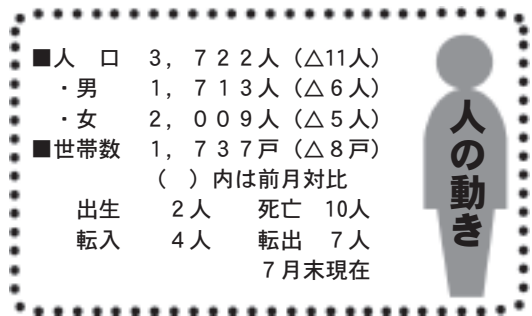 ■人　口　3，７２２人（△11人）
・男　　1，７１３人（△６人）
・女　　2，００９人（△５人）
■世帯数　1，７３７戸（△８戸）
（　）内は前月対比
出生　２人　死亡　10人
転入　４人　転出　７人
７月末現在
人の動き